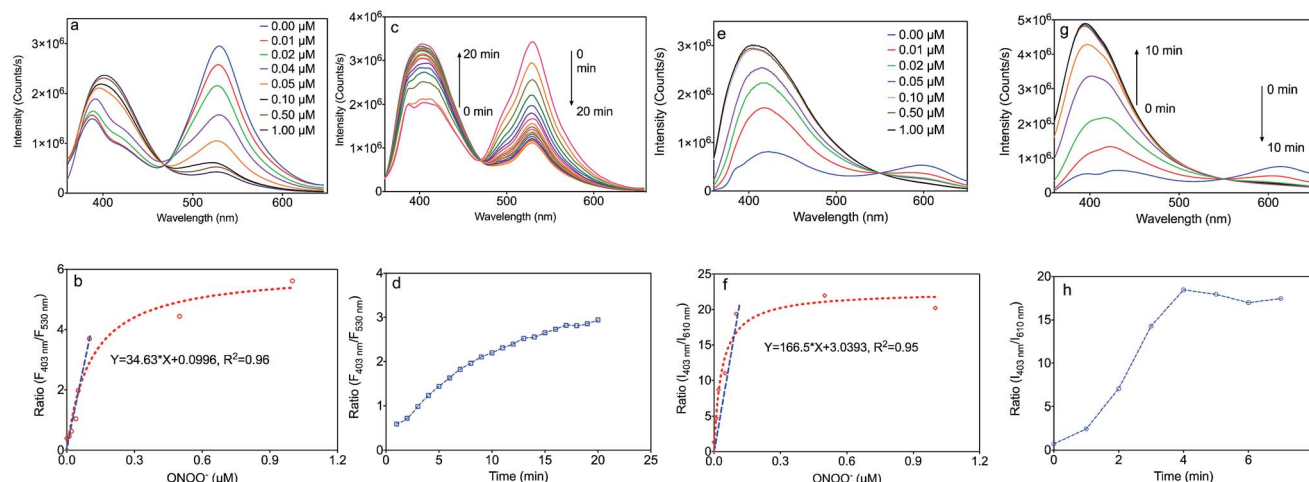 a
0.00 µM
0.01 µM
0.02 µM
0.04 µM
0.05 µM
0.10 µM
0.50 µM
1.00 µM
3×10⁶
2×10⁶
1×10⁶
0
400 500 600
Wavelength (nm)
Intensity (Counts/s)
c
4×10⁶
3×10⁶
2×10⁶
1×10⁶
0
20 min
0 min
0
min
20 min
400 500 600
Wavelength (nm)
Intensity (Counts/s)
e
0.00 µM
0.01 µM
0.02 µM
0.05 µM
0.10 µM
0.50 µM
1.00 µM
3×10⁶
2×10⁶
1×10⁶
0
400 500 600
Wavelength (nm)
Intensity (Counts/s)
g
5×10⁶
4×10⁶
3×10⁶
2×10⁶
1×10⁶
0
10 min
0 min
0 min
10 min
400 500 600
Wavelength (nm)
Intensity (Counts/s)
b
6
4
2
0
Y=34.63*X+0.0996, R²=0.96
0.0 0.4 0.8 1.2
ONOO⁻ (µM)
Ratio (F₄₀₃ ₙₘ/F₅₃₀ ₙₘ)
d
4
3
2
1
0
0 5 10 15 20 25
Time (min)
Ratio (F₄₀₃ ₙₘ/F₅₃₀ ₙₘ)
f
25
20
15
10
5
0
Y=166.5*X+3.0393, R²=0.95
0.0 0.4 0.8 1.2
ONOO⁻ (µM)
Ratio (I₄₀₃ ₙₘ/I₆₁₀ ₙₘ)
h
20
15
10
5
0
0 2 4 6 8
Time (min)
Ratio (I₄₀₃ ₙₘ/I₆₁₀ ₙₘ)